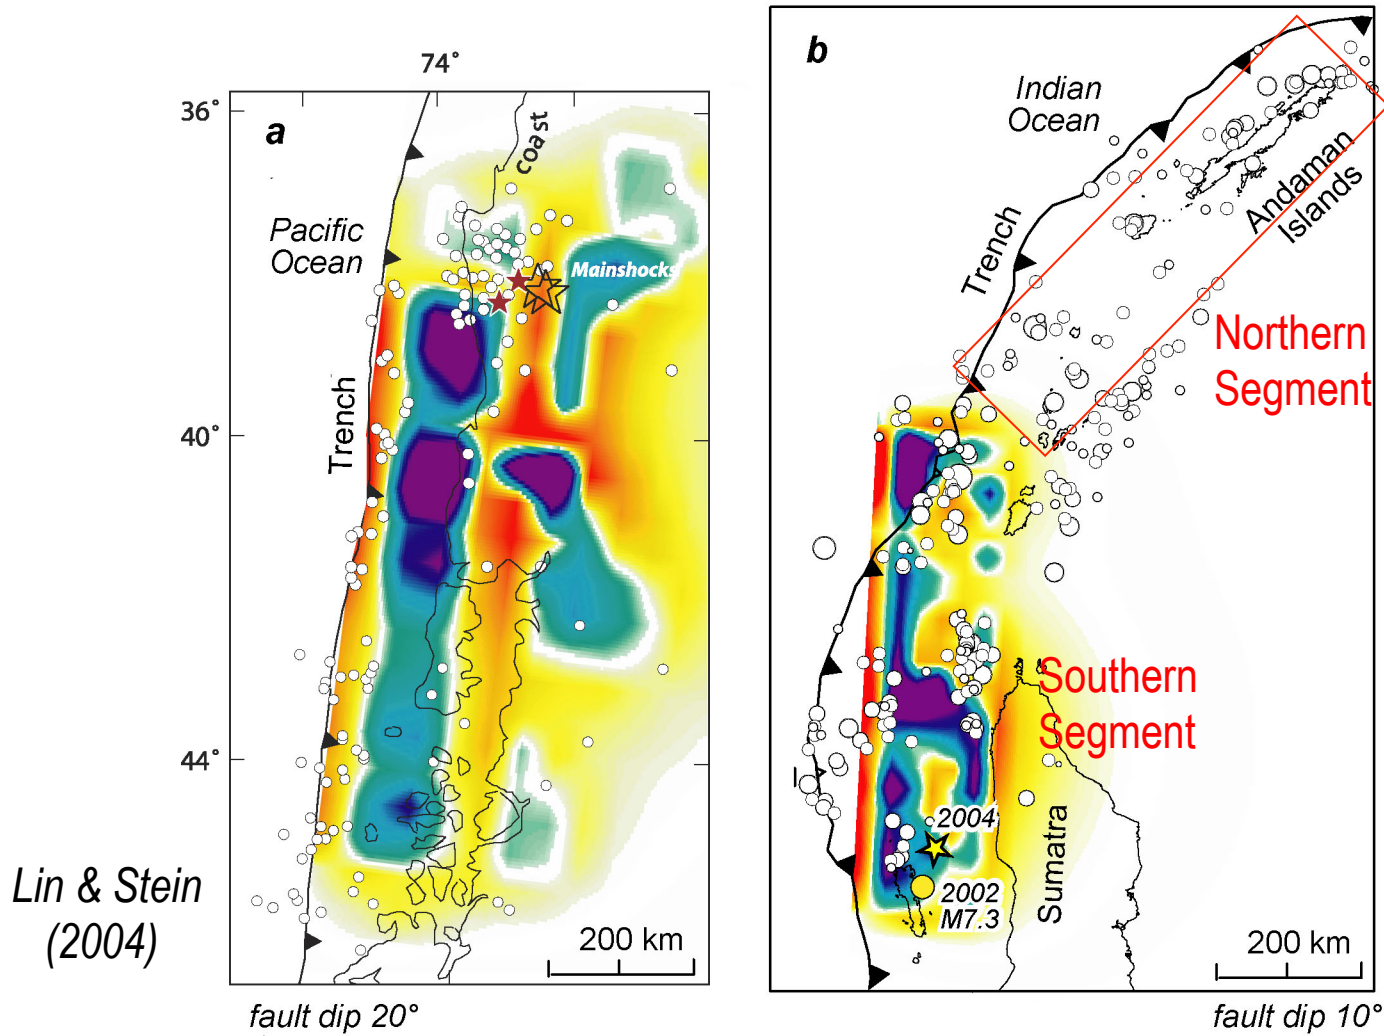 74°
36°
a
coast
Pacific
Ocean
Mainshocks
Trench
40°
44°
200 km
fault dip 20°
Lin & Stein
(2004)
b
Indian
Ocean
Andaman
Islands
Trench
Northern
Segment
Southern
Segment
2004
2002
M7.3
Sumatra
200 km
fault dip 10°